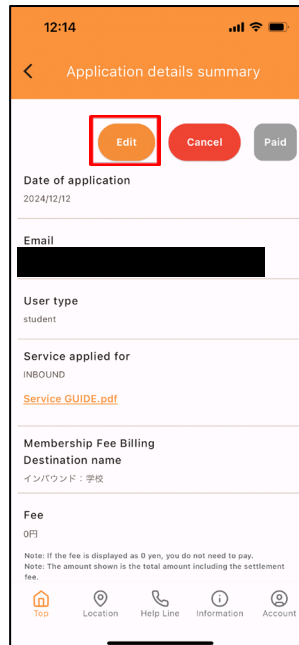 12:14
Application details summary
Edit
Cancel
Paid
Date of application
2024/12/12
Email
User type
student
Service applied for
INBOUND
Service GUIDE.pdf
Membership Fee Billing
Destination name
インバウンド：学校
Fee
0円
Note: If the fee is displayed as 0 yen, you do not need to pay.
Note: The amount shown is the total amount including the settlement
fee.
Top
Location
Help Line
Information
Account